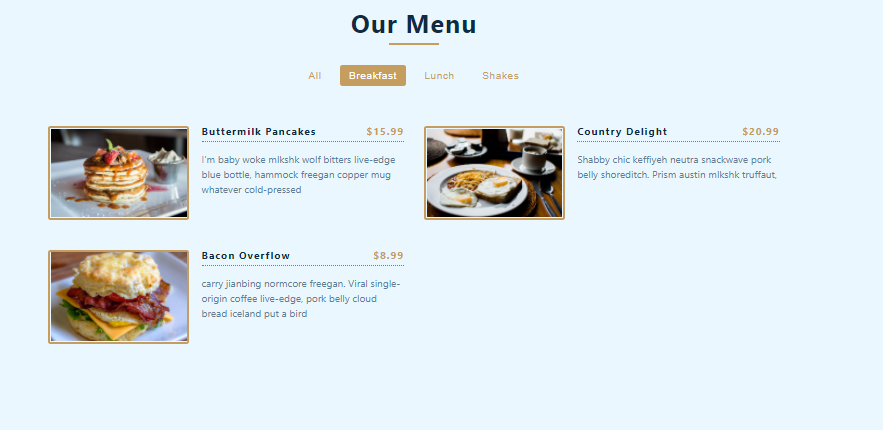 Our Menu
All Breakfast Lunch Shakes
Buttermilk Pancakes $15.99
I'm baby woke mlkshk wolf bitters live-edge
blue bottle, hammock freegan copper mug
whatever cold-pressed
Country Delight $20.99
Shabby chic keffiyeh neutra snackwave pork
belly shoreditch. Prism austin mlkshk truffaut,
Bacon Overflow $8.99
carry jianbing normcore freegan. Viral single-
origin coffee live-edge, pork belly cloud
bread iceland put a bird